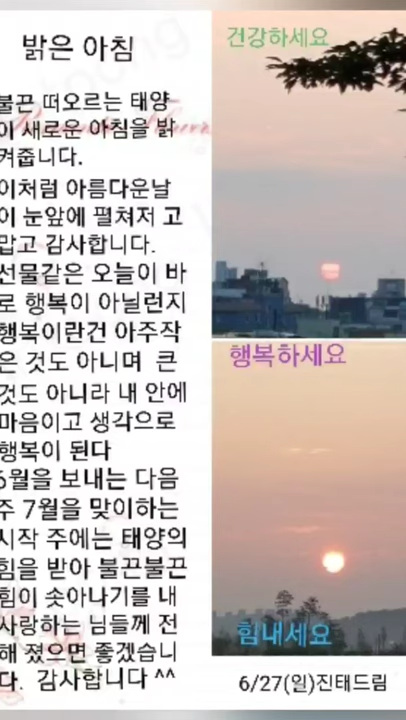 밝은 아침
불끈 떠오르는 태양
이 새로운 아침을 밝
켜줍니다.
이처럼 아름다운날
이 눈앞에 펼쳐저 고
맙고 감사합니다.
선물같은 오늘이 바
로 행복이 아닐런지
행복이란건 아주작
은 것도 아니며 큰
것도 아니라 내 안에
마음이고 생각으로
행복이 된다
6월을 보내는 다음
주 7월을 맞이하는
시작 주에는 태양의
힘을 받아 불끈불끈
힘이 솟아나기를 내
사랑하는 님들께 전
해 졌으면 좋겠습니
다. 감사합니다 ^^
건강하세요
행복하세요
힘내세요
6/27(일)진태드림